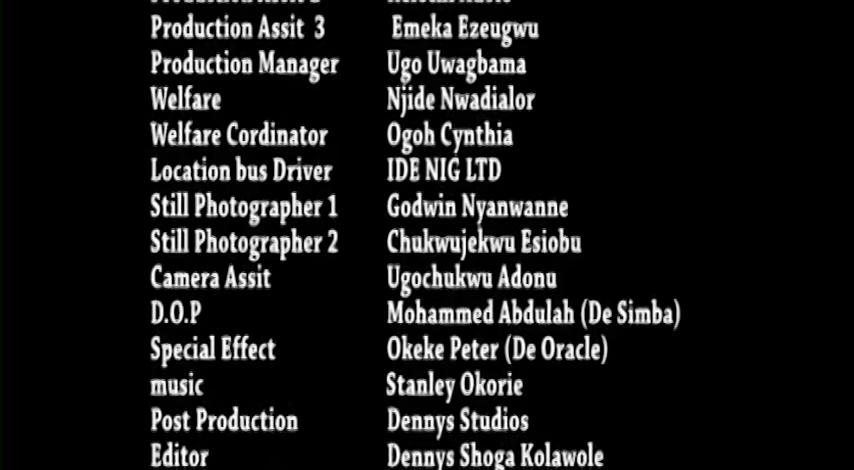 Production Assit 3 Emeka Ezeugwu
Production Manager Ugo Uwagbama
Welfare Njide Nwadialor
Welfare Cordinator Ogoh Cynthia
Location bus Driver IDE NIG LTD
Still Photographer 1 Godwin Nyanwanne
Still Photographer 2 Chukwujekwu Esiobu
Camera Assit Ugochukwu Adonu
D.O.P Mohammed Abdulah (De Simba)
Special Effect Okeke Peter (De Oracle)
music Stanley Okorie
Post Production Dennys Studios
Editor Dennys Shoga Kolawole